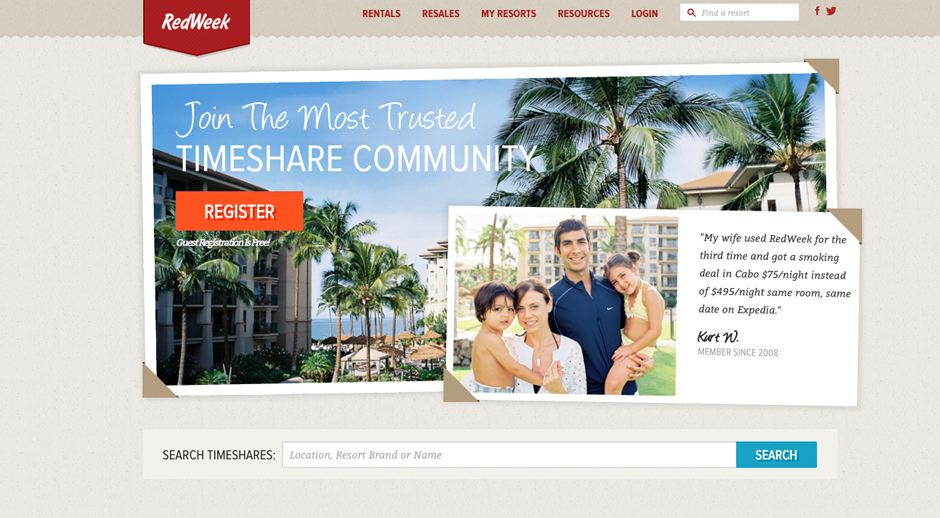 RedWeek
RENTALS RESALES MY RESORTS RESOURCES LOGIN Find a resort
Join The Most Trusted
TIMESHARE COMMUNITY
REGISTER
Guest Registration Is Free!
"My wife used RedWeek for the
third time and got a smoking
deal in Cabo $75/night instead
of $495/night same room, same
date on Expedia."
Kurt W.
MEMBER SINCE 2008
SEARCH TIMESHARES: Location, Resort Brand or Name SEARCH